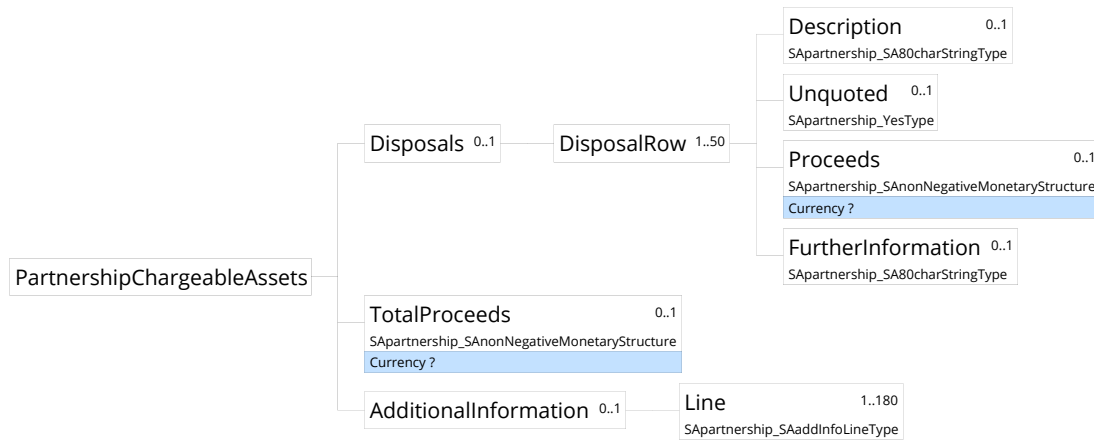 Description 0..1
SApartnership_SA80charStringType
Unquoted 0..1
SApartnership_YesType
Disposals 0..1
DisposalRow 1..50
Proceeds 0..1
SApartnership_SAnonNegativeMonetaryStructure
Currency ?
FurtherInformation 0..1
SApartnership_SA80charStringType
PartnershipChargeableAssets
TotalProceeds 0..1
SApartnership_SAnonNegativeMonetaryStructure
Currency ?
AdditionalInformation 0..1
Line 1..180
SApartnership_SAaddInfoLineType